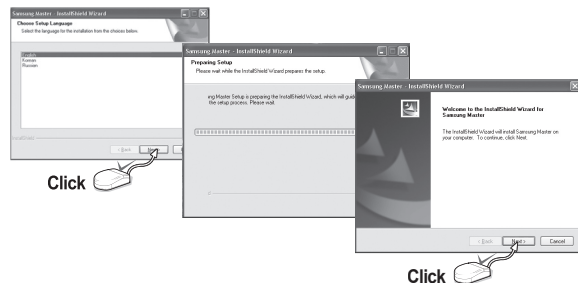 Samsung Master - InstallShield Wizard
Choose Setup Language
Select the language for the installation from the choices below.
English
Korean
Russian
InstallShield
< Back
Click
Samsung Master - InstallShield Wizard
Preparing Setup
Please wait while the InstallShield Wizard prepares the setup.
ng Master Setup is preparing the InstallShield Wizard, which will guid
the setup process. Please wait.
Samsung Master - InstallShield Wizard
Welcome to the InstallShield Wizard for
Samsung Master
The InstallShield Wizard will install Samsung Master on
your computer. To continue, click Next.
< Back
Next >
Cancel
Click